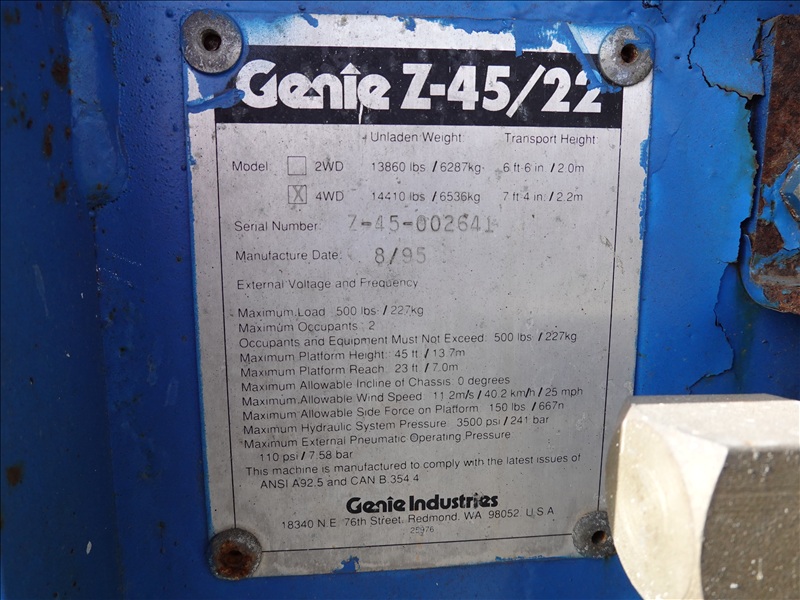 Genie Z-45/22
Unladen Weight: Transport Height:
Model 2WD 13860 lbs / 6287kg 6 ft 6 in / 2.0m
X 4WD 14410 lbs / 6536kg 7 ft 4 in / 2.2m
Serial Number: Z-45-002641
Manufacture Date: 8/95
External Voltage and Frequency
Maximum Load 500 lbs / 227kg
Maximum Occupants: 2
Occupants and Equipment Must Not Exceed: 500 lbs / 227kg
Maximum Platform Height: 45 ft / 13.7m
Maximum Platform Reach: 23 ft / 7.0m
Maximum Allowable Incline of Chassis: 0 degrees
Maximum Allowable Wind Speed: 11.2m/s / 40.2 km/h / 25 mph
Maximum Allowable Side Force on Platform: 150 lbs / 667n
Maximum Hydraulic System Pressure: 3500 psi / 241 bar
Maximum External Pneumatic Operating Pressure
110 psi / 7.58 bar
This machine is manufactured to comply with the latest issues of
ANSI A92.5 and CAN B.354.4
Genie Industries
18340 N.E. 76th Street, Redmond, WA 98052 U.S.A
25976